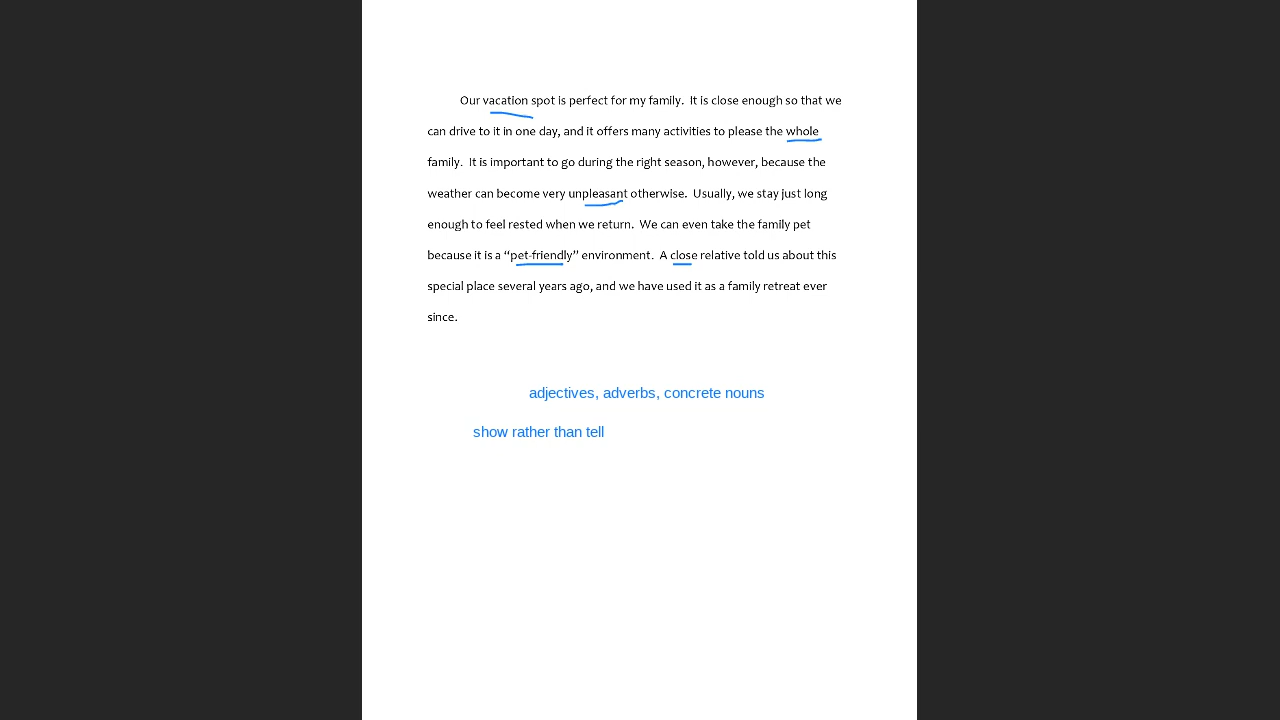 Our vacation spot is perfect for my family. It is close enough so that we
can drive to it in one day, and it offers many activities to please the whole
family. It is important to go during the right season, however, because the
weather can become very unpleasant otherwise. Usually, we stay just long
enough to feel rested when we return. We can even take the family pet
because it is a “pet-friendly” environment. A close relative told us about this
special place several years ago, and we have used it as a family retreat ever
since.
adjectives, adverbs, concrete nouns
show rather than tell